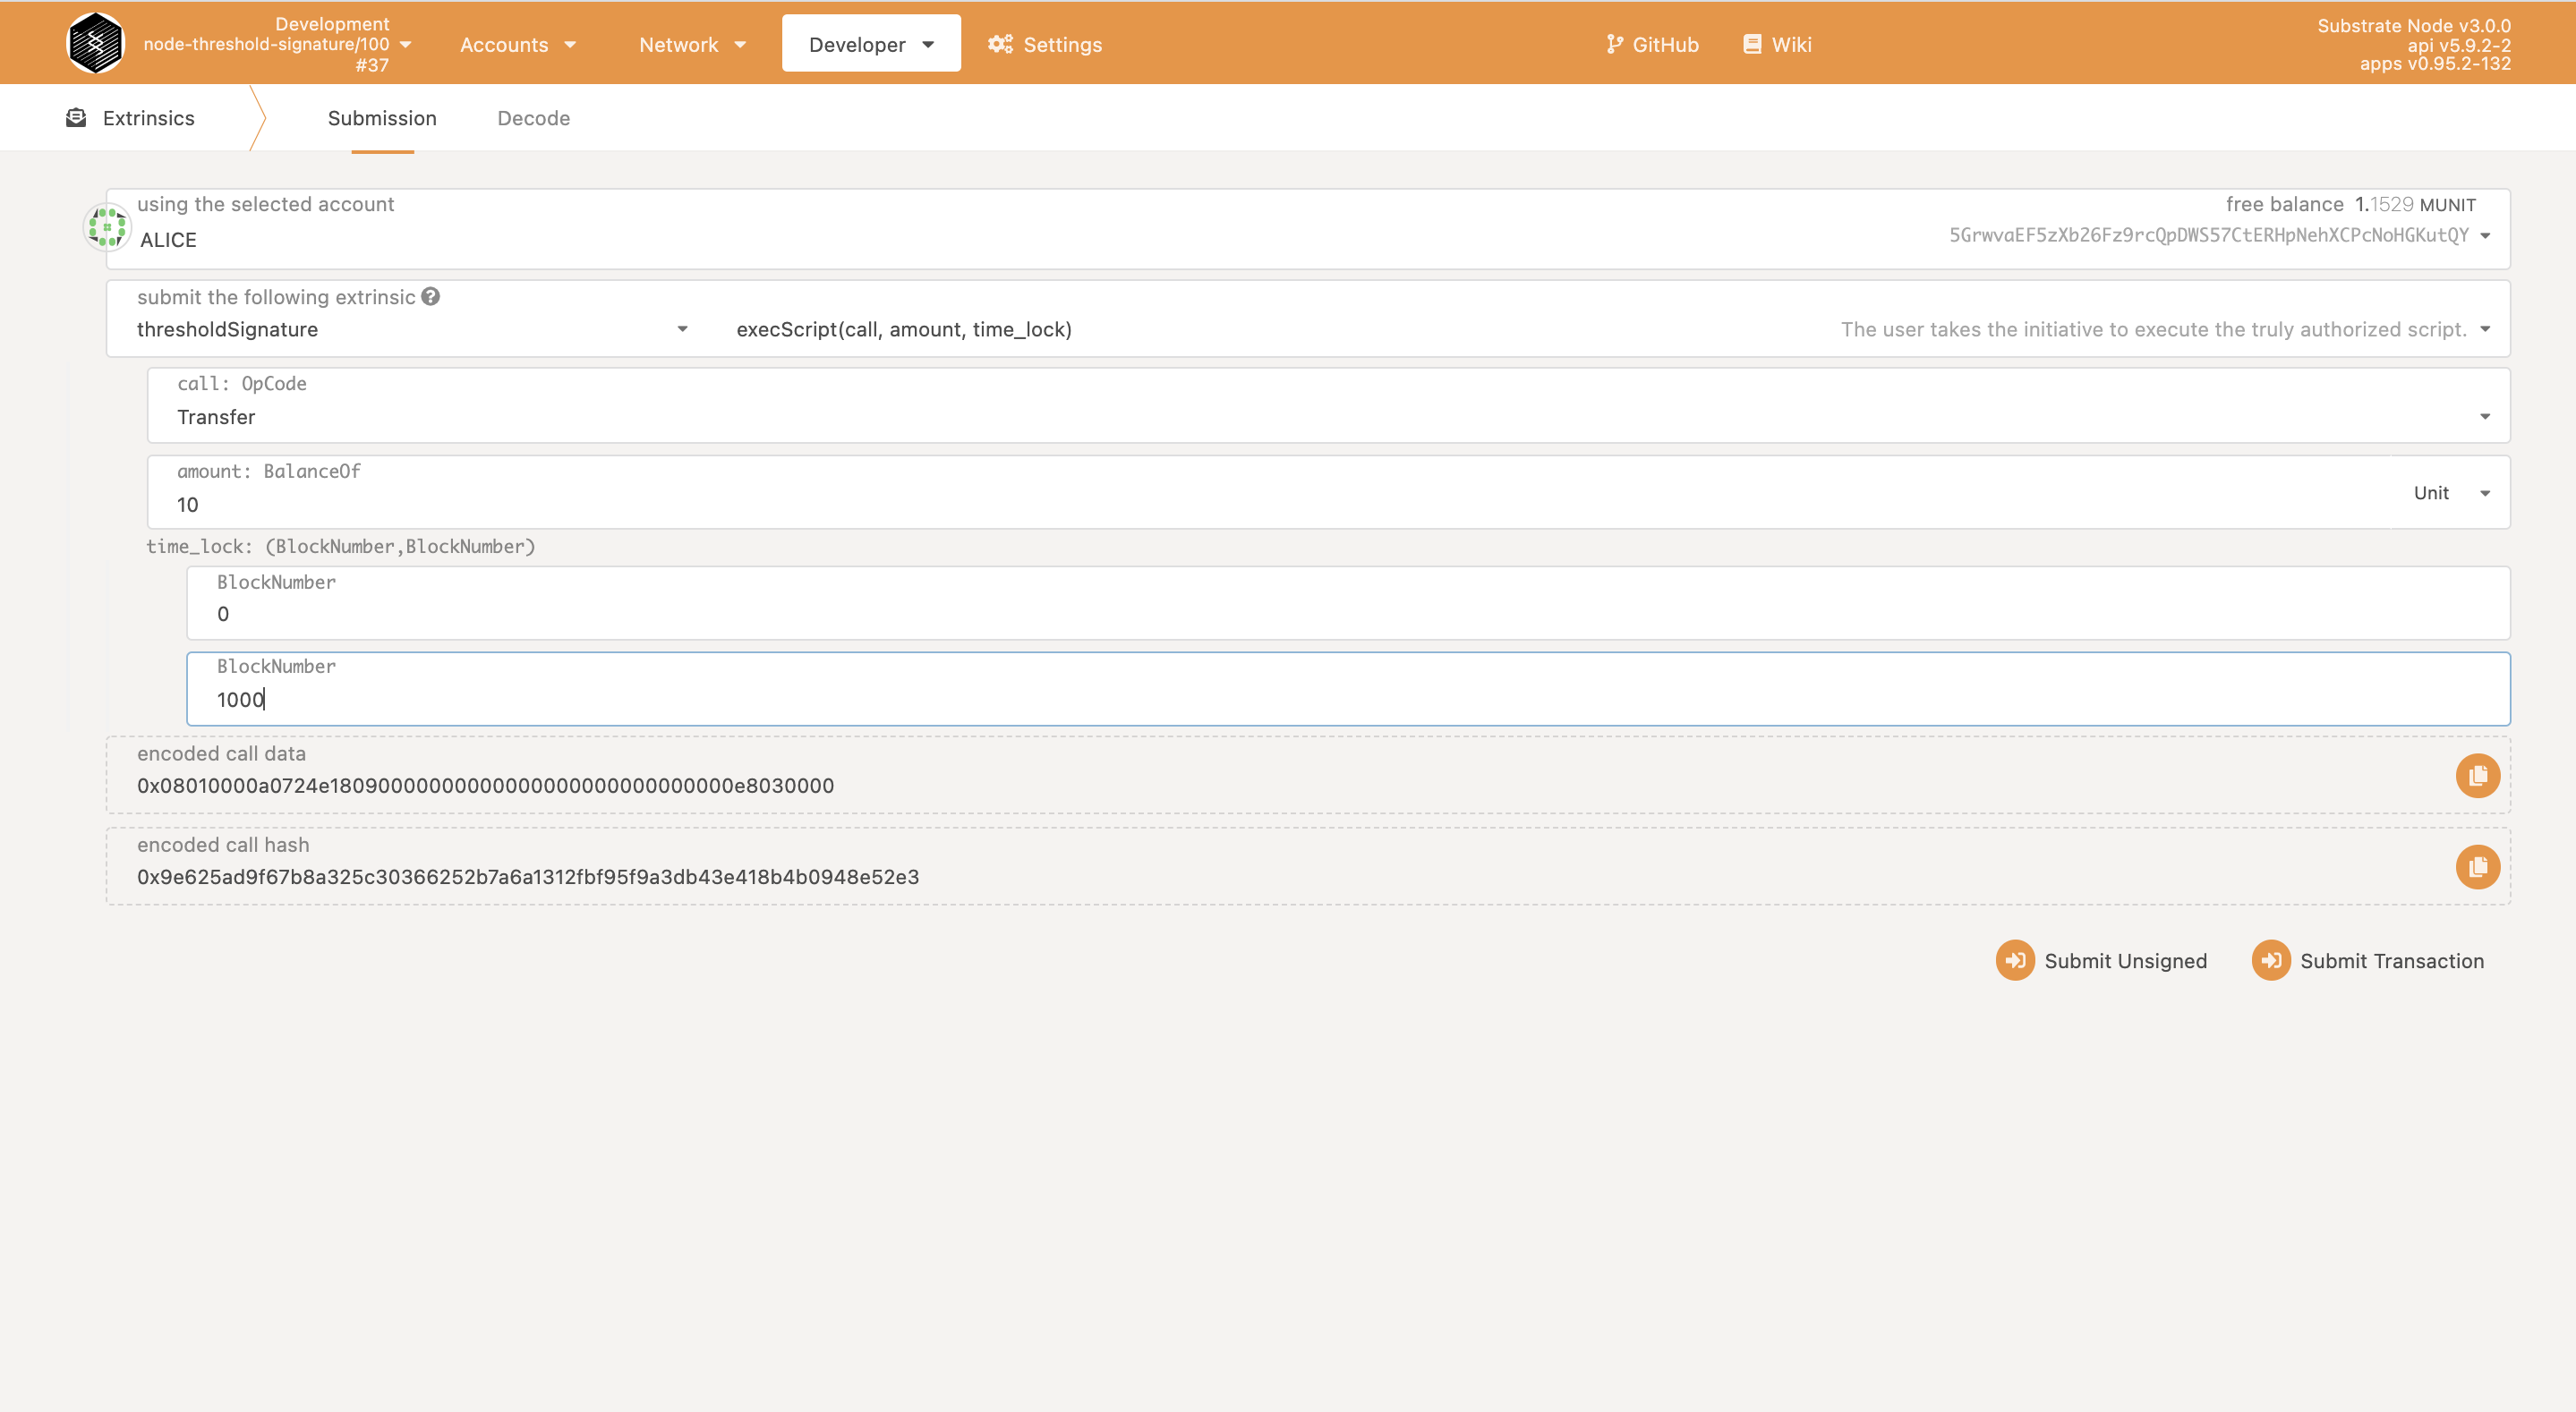 Development
node-threshold-signature/100
#37
Accounts
Network
Developer
Settings
GitHub
Wiki
Substrate Node v3.0.0
api v5.9.2-2
apps v0.95.2-132
Extrinsics
Submission
Decode
using the selected account
free balance 1.1529 MUNIT
ALICE
5GrwvaEF5zXb26Fz9rcQpDWS57CtERHpNehXCPcNoHGKutQY
submit the following extrinsic
thresholdSignature
execScript(call, amount, time_lock)
The user takes the initiative to execute the truly authorized script.
call: OpCode
Transfer
amount: BalanceOf
10
Unit
time_lock: (BlockNumber,BlockNumber)
BlockNumber
0
BlockNumber
1000
encoded call data
0x08010000a0724e18090000000000000000000000000000e8030000
encoded call hash
0x9e625ad9f67b8a325c30366252b7a6a1312fbf95f9a3db43e418b4b0948e52e3
Submit Unsigned
Submit Transaction